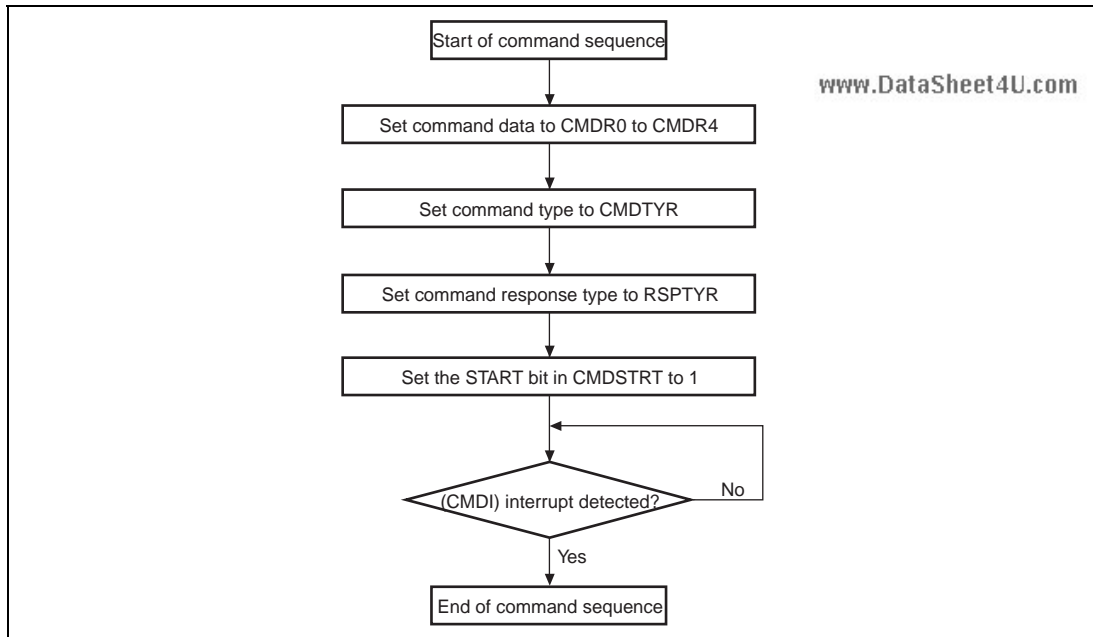 Start of command sequence
www.DataSheet4U.com
Set command data to CMDR0 to CMDR4
Set command type to CMDTYR
Set command response type to RSPTYR
Set the START bit in CMDSTRT to 1
(CMDI) interrupt detected?
No
Yes
End of command sequence